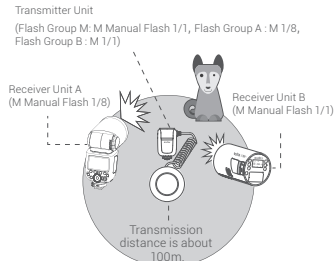 Transmitter Unit
(Flash Group M: M Manual Flash 1/1, Flash Group A : M 1/8,
Flash Group B : M 1/1)
Receiver Unit A
(M Manual Flash 1/8)
Receiver Unit B
(M Manual Flash 1/1)
Transmission
distance is about
100m.